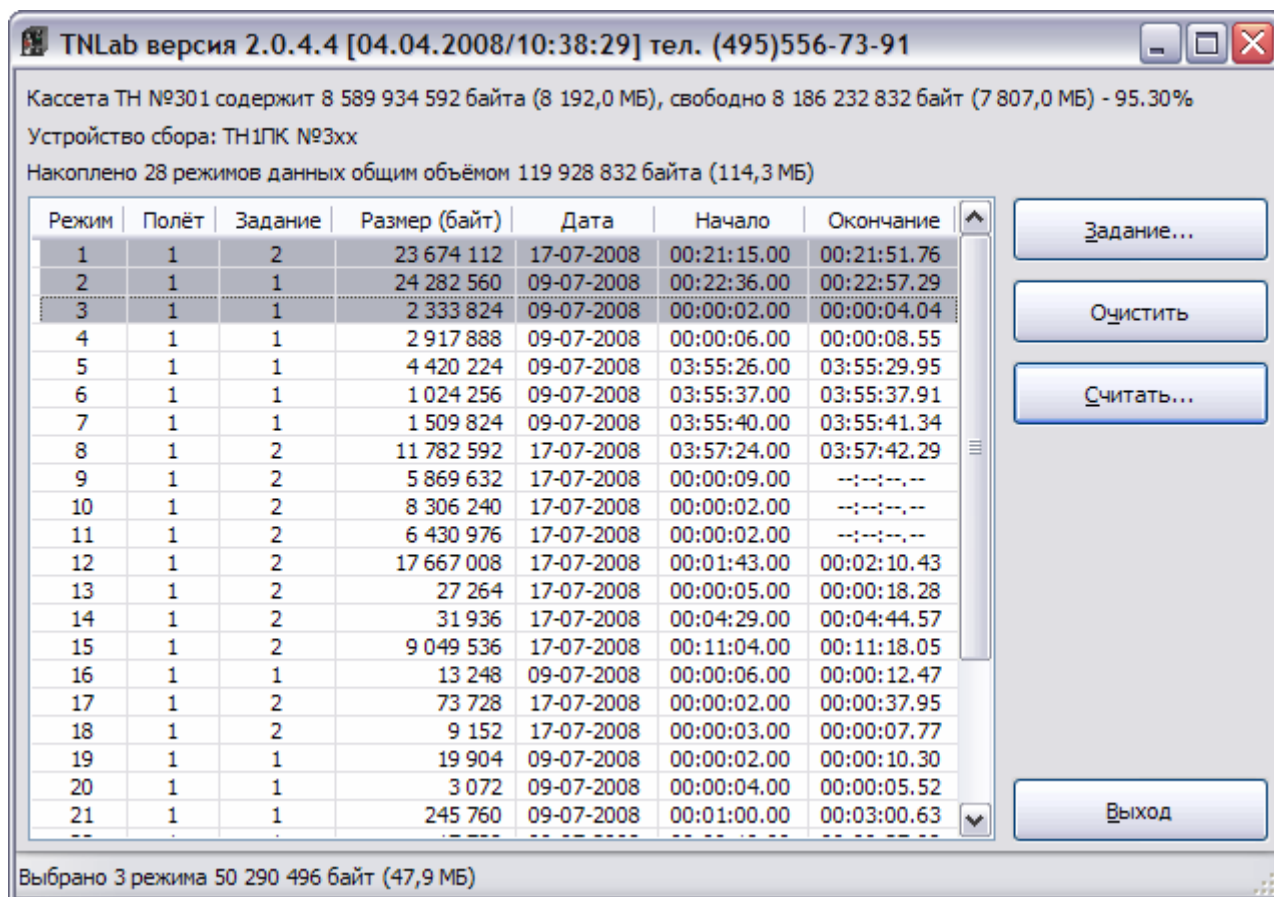 TNLab версия 2.0.4.4 [04.04.2008/10:38:29] тел. (495)556-73-91
Кассета ТН №301 содержит 8 589 934 592 байта (8 192,0 МБ), свободно 8 186 232 832 байт (7 807,0 МБ) - 95.30%
Устройство сбора: ТН1ПК №3хх
Накоплено 28 режимов данных общим объёмом 119 928 832 байта (114,3 МБ)
Режим Полёт Задание Размер (байт) Дата Начало Окончание
1 1 2 23 674 112 17-07-2008 00:21:15.00 00:21:51.76
2 1 1 24 282 560 09-07-2008 00:22:36.00 00:22:57.29
3 1 1 2 333 824 09-07-2008 00:00:02.00 00:00:04.04
4 1 1 2 917 888 09-07-2008 00:00:06.00 00:00:08.55
5 1 1 4 420 224 09-07-2008 03:55:26.00 03:55:29.95
6 1 1 1 024 256 09-07-2008 03:55:37.00 03:55:37.91
7 1 1 1 509 824 09-07-2008 03:55:40.00 03:55:41.34
8 1 2 11 782 592 17-07-2008 03:57:24.00 03:57:42.29
9 1 2 5 869 632 17-07-2008 00:00:09.00 --:--:--.--
10 1 2 8 306 240 17-07-2008 00:00:02.00 --:--:--.--
11 1 2 6 430 976 17-07-2008 00:00:02.00 --:--:--.--
12 1 2 17 667 008 17-07-2008 00:01:43.00 00:02:10.43
13 1 2 27 264 17-07-2008 00:00:05.00 00:00:18.28
14 1 2 31 936 17-07-2008 00:04:29.00 00:04:44.57
15 1 2 9 049 536 17-07-2008 00:11:04.00 00:11:18.05
16 1 1 13 248 09-07-2008 00:00:06.00 00:00:12.47
17 1 2 73 728 17-07-2008 00:00:02.00 00:00:37.95
18 1 2 9 152 17-07-2008 00:00:03.00 00:00:07.77
19 1 1 19 904 09-07-2008 00:00:02.00 00:00:10.30
20 1 1 3 072 09-07-2008 00:00:04.00 00:00:05.52
21 1 1 245 760 09-07-2008 00:01:00.00 00:03:00.63
Задание...
Очистить
Считать...
Выход
Выбрано 3 режима 50 290 496 байт (47,9 МБ)